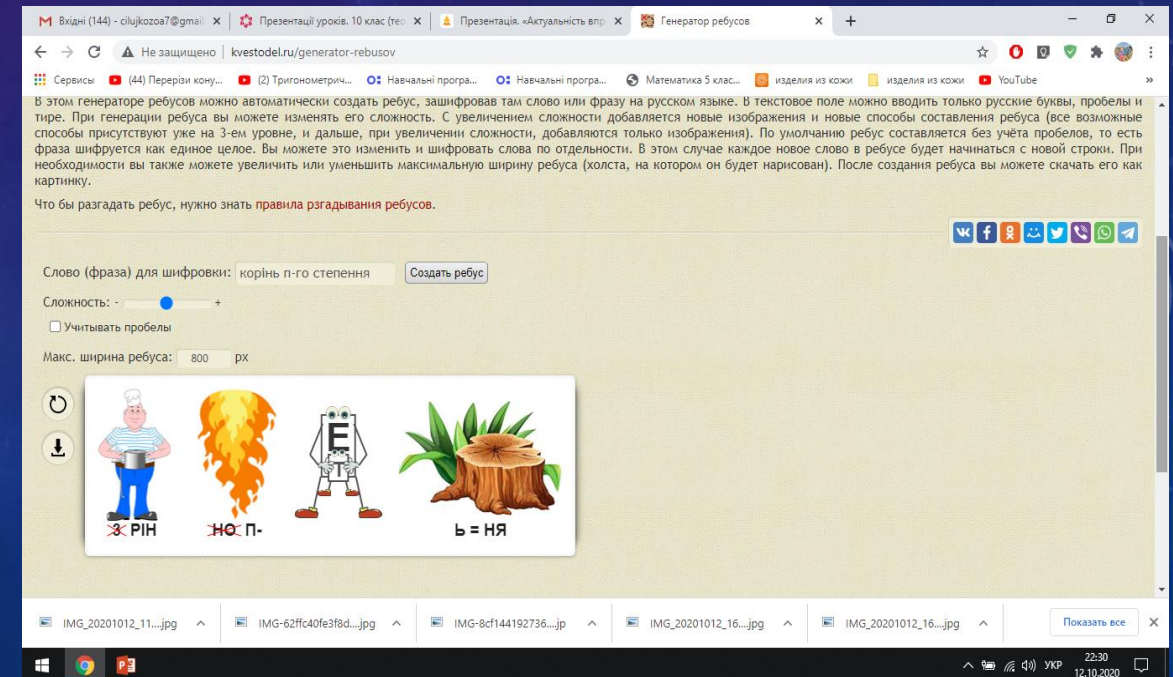 Вхідні (144) - cilujkozoa7@gmail
Презентації уроків. 10 клас (тео
Презентація. «Актуальність впр
Генератор ребусов
Не защищено | kvestodel.ru/generator-rebusov
Сервисы
(44) Перерізи кону...
(2) Тригонометрич...
Навчальні програ...
Навчальні програ...
Математика 5 клас...
изделия из кожи
изделия из кожи
YouTube
»
В этом генераторе ребусов можно автоматически создать ребус, зашифровав там слово или фразу на русском языке. В текстовое поле можно вводить только русские буквы, пробелы и
тире. При генерации ребуса вы можете изменять его сложность. С увеличением сложности добавляется новые изображения и новые способы составления ребуса (все возможные
способы присутствуют уже на 3-ем уровне, и дальше, при увеличении сложности, добавляются только изображения). По умолчанию ребус составляется без учёта пробелов, то есть
фраза шифруется как единое целое. Вы можете это изменить и шифровать слова по отдельности. В этом случае каждое новое слово в ребусе будет начинаться с новой строки. При
необходимости вы также можете увеличить или уменьшить максимальную ширину ребуса (холста, на котором он будет нарисован). После создания ребуса вы можете скачать его как
картинку.
Что бы разгадать ребус, нужно знать правила рзгадывания ребусов.
Слово (фраза) для шифровки: корінь п-го степення Создать ребус
Сложность: - +
Учитывать пробелы
Макс. ширина ребуса: 800 px
Е
Т
З РІН
НО П-
Ь = НЯ
IMG_20201012_11....jpg
IMG-62ffc40fe3f8d....jpg
IMG-8cf144192736....jp
IMG_20201012_16....jpg
IMG_20201012_16....jpg
Показать все
УКР
22:30
12.10.2020